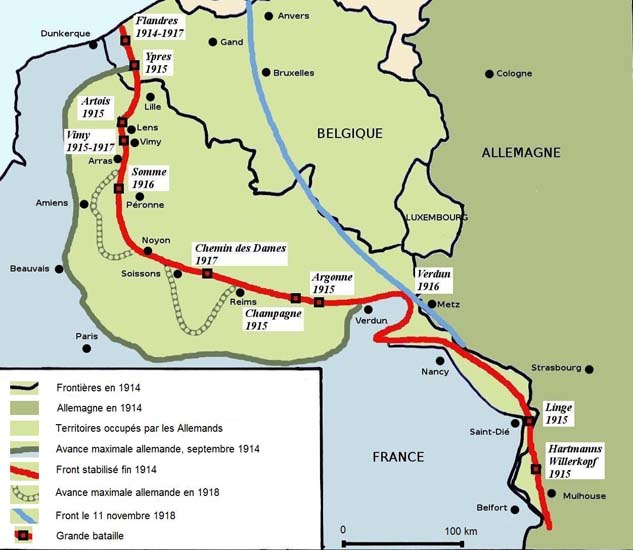 Flandres
1914-1917
Anvers
Dunkerque
Gand
Ypres
1915
Bruxelles
Cologne
Lille
Artois
1915
Lens
BELGIQUE
Vimy
1915-1917
Vimy
ALLEMAGNE
Arras
Somme
1916
Amiens
Péronne
LUXEMBOURG
Noyon
Chemin des Dames
1917
Beauvais
Soissons
Argonne
1915
Verdun
1916
Reims
Metz
Champagne
1915
Verdun
Paris
Nancy
Strasbourg
Linge
1915
Saint-Dié
FRANCE
Hartmanns
Willerkopf
1915
Mulhouse
Belfort
0
100 km
Frontières en 1914
Allemagne en 1914
Territoires occupés par les Allemands
Avance maximale allemande, septembre 1914
Front stabilisé fin 1914
Avance maximale allemande en 1918
Front le 11 novembre 1918
Grande bataille